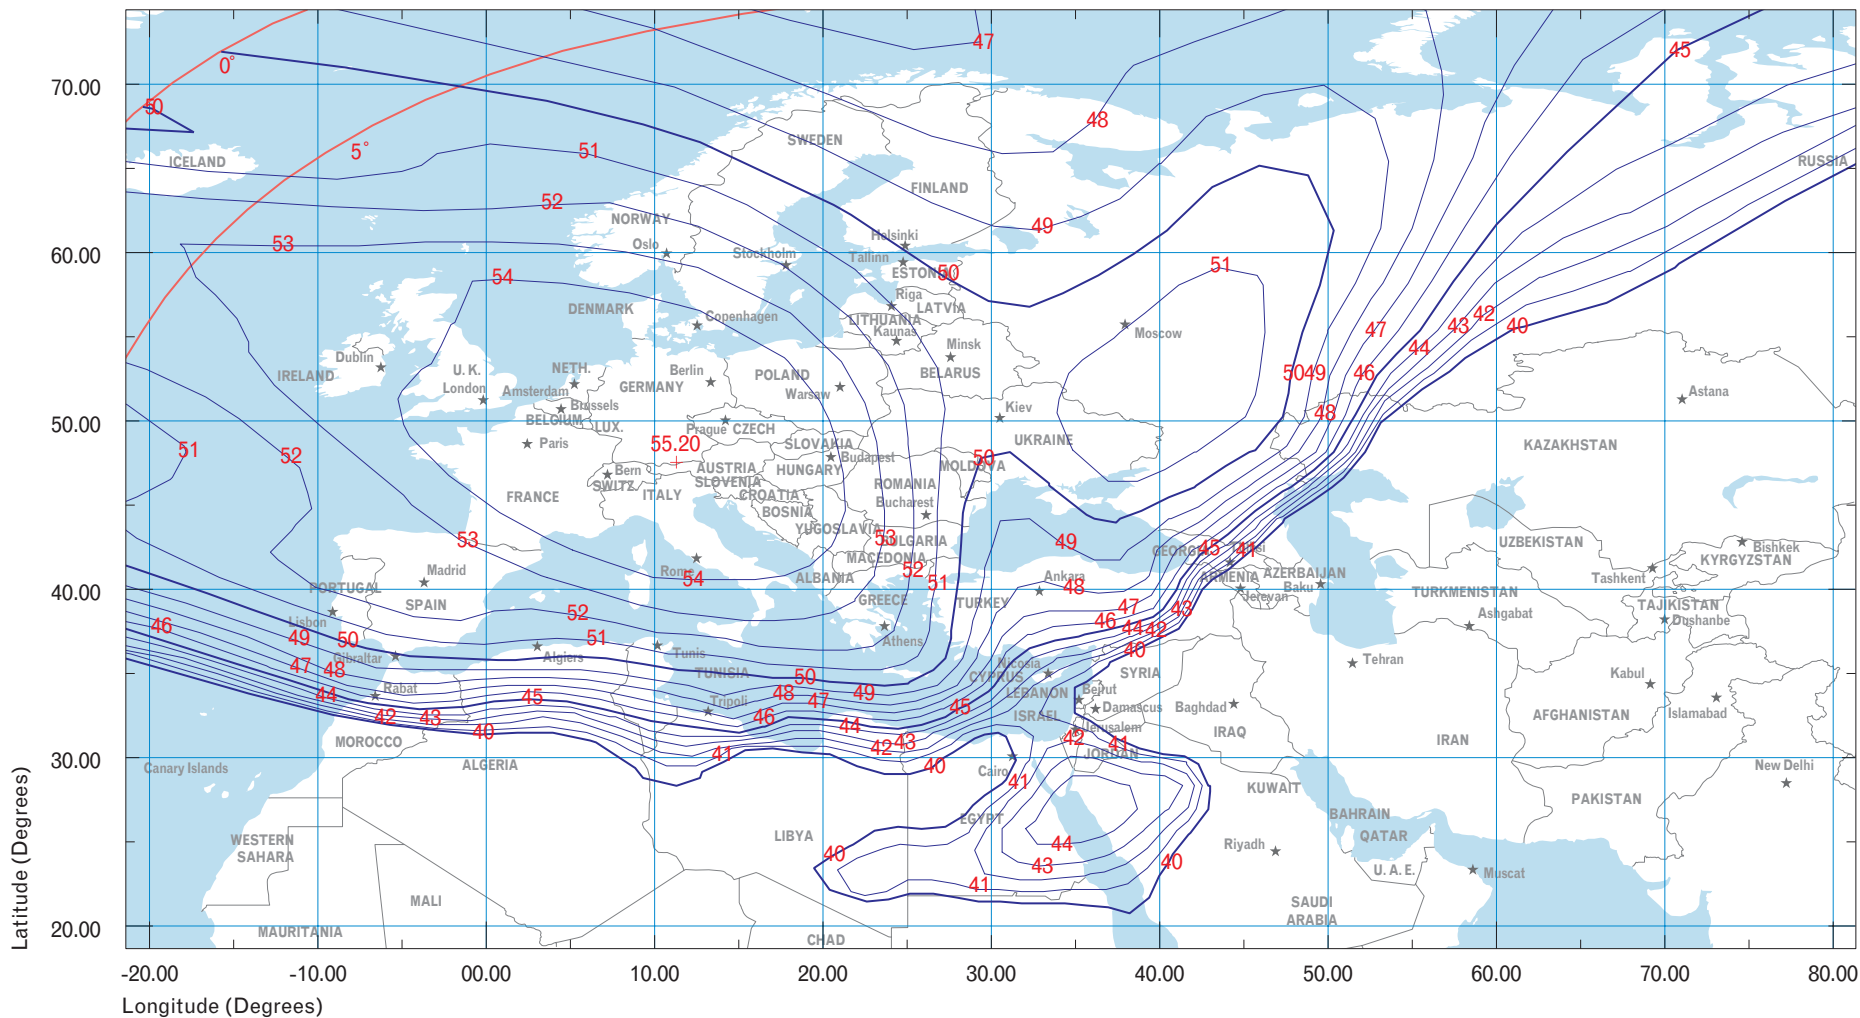 47
45
0°
70.00
50
48
SWEDEN
5°
51
ICELAND
RUSSIA
FINLAND
52
NORWAY
49
Helsinki
53
Oslo
60.00
Stockholm
Tallinn
51
54
ESTON
50
Riga
DENMARK
LATVIA
42
Copenhagen
LITHUANIA
47
43
40
Kaunas
Moscow
Minsk
44
Dublin
U. K.
NETH.
Berlin
IRELAND
POLAND
BELARUS
50
49
46
London
Amsterdam
GERMANY
Warsaw
Astana
Brussels
Kiev
48
50.00
BELGIUM
LUX.
Prague
CZECH
51
Paris
55.20
SLOVAKIA
UKRAINE
KAZAKHSTAN
52
Budapest
50
Bern
AUSTRIA
HUNGARY
MOLDOVA
SWITZ.
SLOVENIA
ROMANIA
FRANCE
ITALY
CROATIA
Bucharest
BOSNIA
YUGOSLAVIA
53
53
BULGARIA
49
GEORGIA
45
41
UZBEKISTAN
Bishkek
MACEDONIA
KYRGYZSTAN
Madrid
Rome
54
ALBANIA
52
51
Ankara
48
ARMENIA
AZERBAIJAN
Tashkent
40.00
PORTUGAL
Baku
TURKMENISTAN
SPAIN
GREECE
TURKEY
47
43
Jerevan
TAJIKISTAN
52
Lisbon
Ashgabat
Dushanbe
46
49
50
51
Athens
46
44
42
Gibraltar
Algiers
Tunis
40
Tehran
47
48
TUNISIA
50
Nicosia
CYPRUS
SYRIA
Kabul
44
Rabat
45
48
49
LEBANON
Beirut
47
Tripoli
45
Damascus
Baghdad
Islamabad
42
43
46
44
ISRAEL
AFGHANISTAN
40
Jerusalem
IRAQ
MOROCCO
42
43
42
41
IRAN
30.00
ALGERIA
41
40
JORDAN
Canary Islands
Cairo
41
New Delhi
KUWAIT
PAKISTAN
EGYPT
BAHRAIN
WESTERN
SAHARA
LIBYA
QATAR
44
Riyadh
40
43
40
U. A. E.
Muscat
41
MALI
SAUDI
ARABIA
20.00
MAURITANIA
CHAD
Latitude (Degrees)
-20.00
-10.00
00.00
10.00
20.00
30.00
40.00
50.00
60.00
70.00
80.00
Longitude (Degrees)